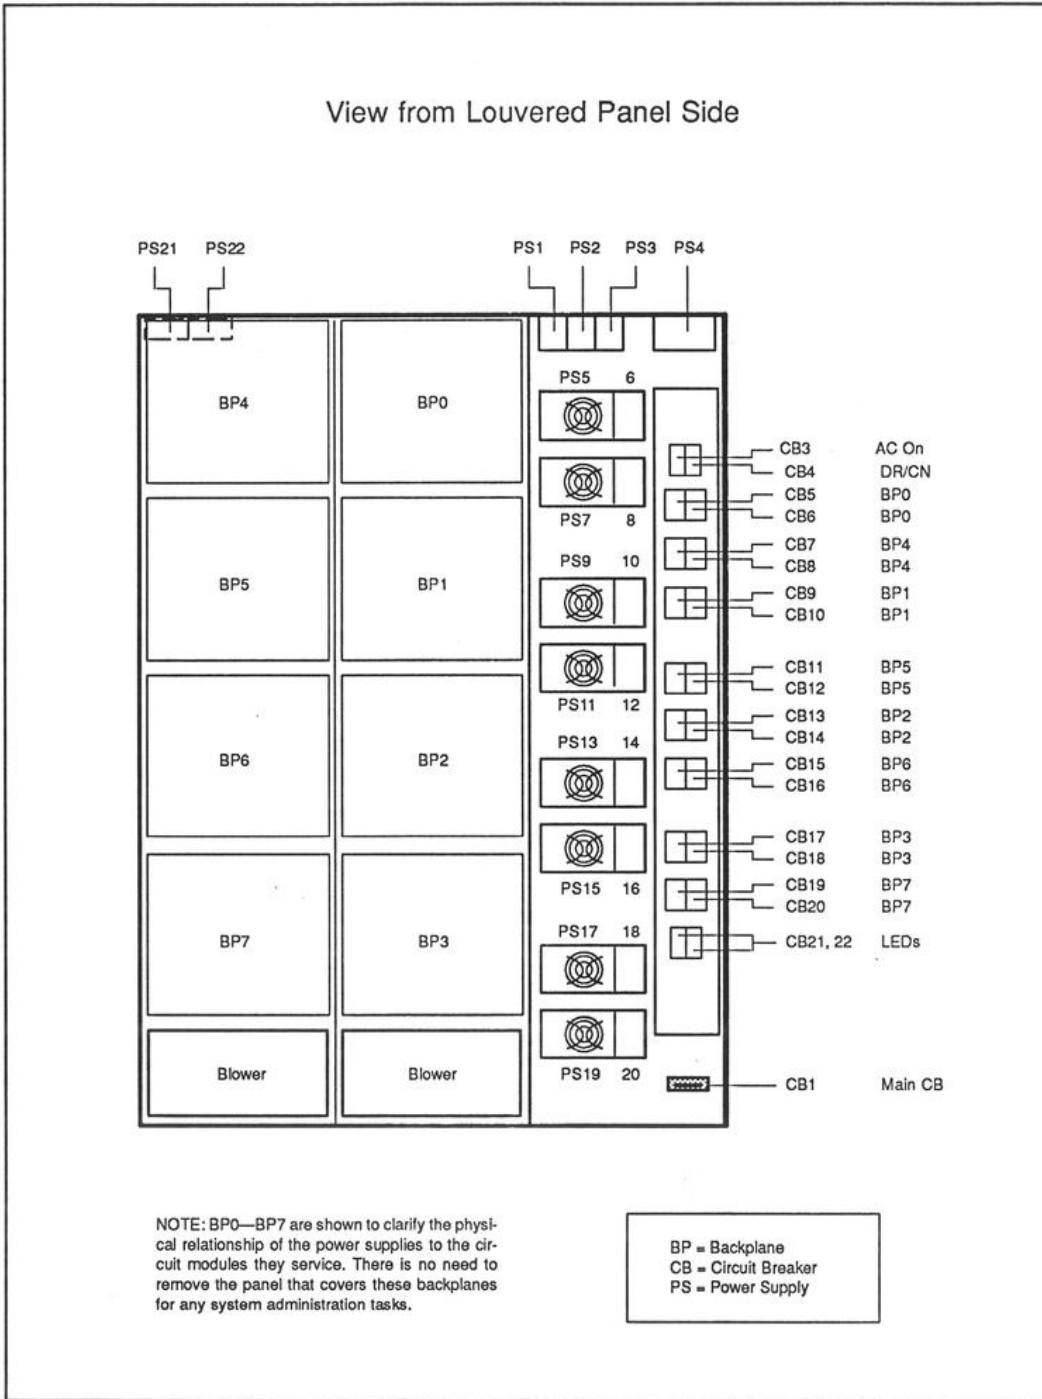 View from Louvered Panel Side
PS21 PS22 PS1 PS2 PS3 PS4
BP4 BP0
PS5 6
PS7 8
BP5 BP1
PS9 10
PS11 12
BP6 BP2
PS13 14
PS15 16
BP7 BP3
PS17 18
PS19 20
Blower Blower
CB3 AC On
CB4 DR/CN
CB5 BP0
CB6 BP0
CB7 BP4
CB8 BP4
CB9 BP1
CB10 BP1
CB11 BP5
CB12 BP5
CB13 BP2
CB14 BP2
CB15 BP6
CB16 BP6
CB17 BP3
CB18 BP3
CB19 BP7
CB20 BP7
CB21, 22 LEDs
CB1 Main CB
NOTE: BP0—BP7 are shown to clarify the physi-
cal relationship of the power supplies to the cir-
cuit modules they service. There is no need to
remove the panel that covers these backplanes
for any system administration tasks.
BP = Backplane
CB = Circuit Breaker
PS = Power Supply